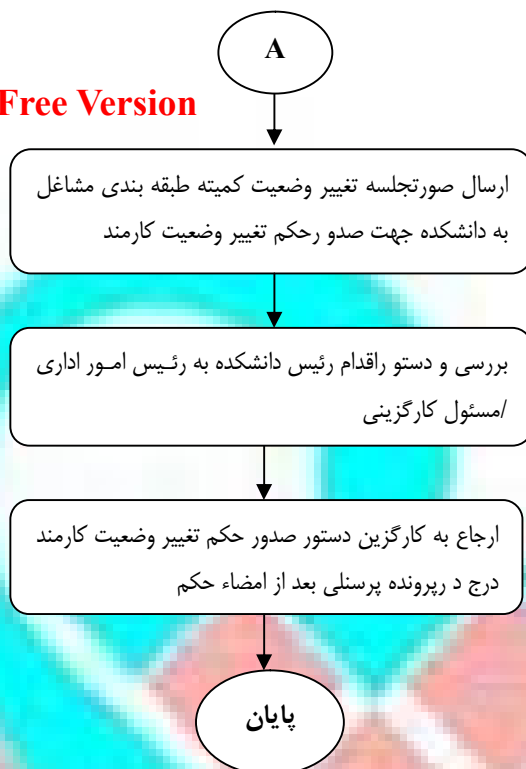 A
Free Version
ارسال صورتجلسه تغییر وضعیت کمیته طبقه بندی مشاغل
به دانشکده جهت صدو رحکم تغییر وضعیت کارمند
بررسی و دستو راقدام رئیس دانشکده به رئـیس امـور اداری
/مسئول کارگزینی
ارجاع به کارگزین دستور صدور حکم تغییر وضعیت کارمند
درج د رپرونده پرسنلی بعد از امضاء حکم
پایان